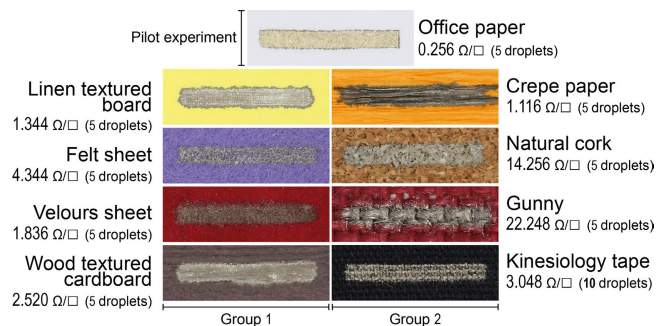 Pilot experiment
Office paper
0.256 Ω/□ (5 droplets)
Linen textured
board
1.344 Ω/□ (5 droplets)
Crepe paper
1.116 Ω/□ (5 droplets)
Felt sheet
4.344 Ω/□ (5 droplets)
Natural cork
14.256 Ω/□ (5 droplets)
Velours sheet
1.836 Ω/□ (5 droplets)
Gunny
22.248 Ω/□ (5 droplets)
Wood textured
cardboard
2.520 Ω/□ (5 droplets)
Kinesiology tape
3.048 Ω/□ (10 droplets)
Group 1
Group 2